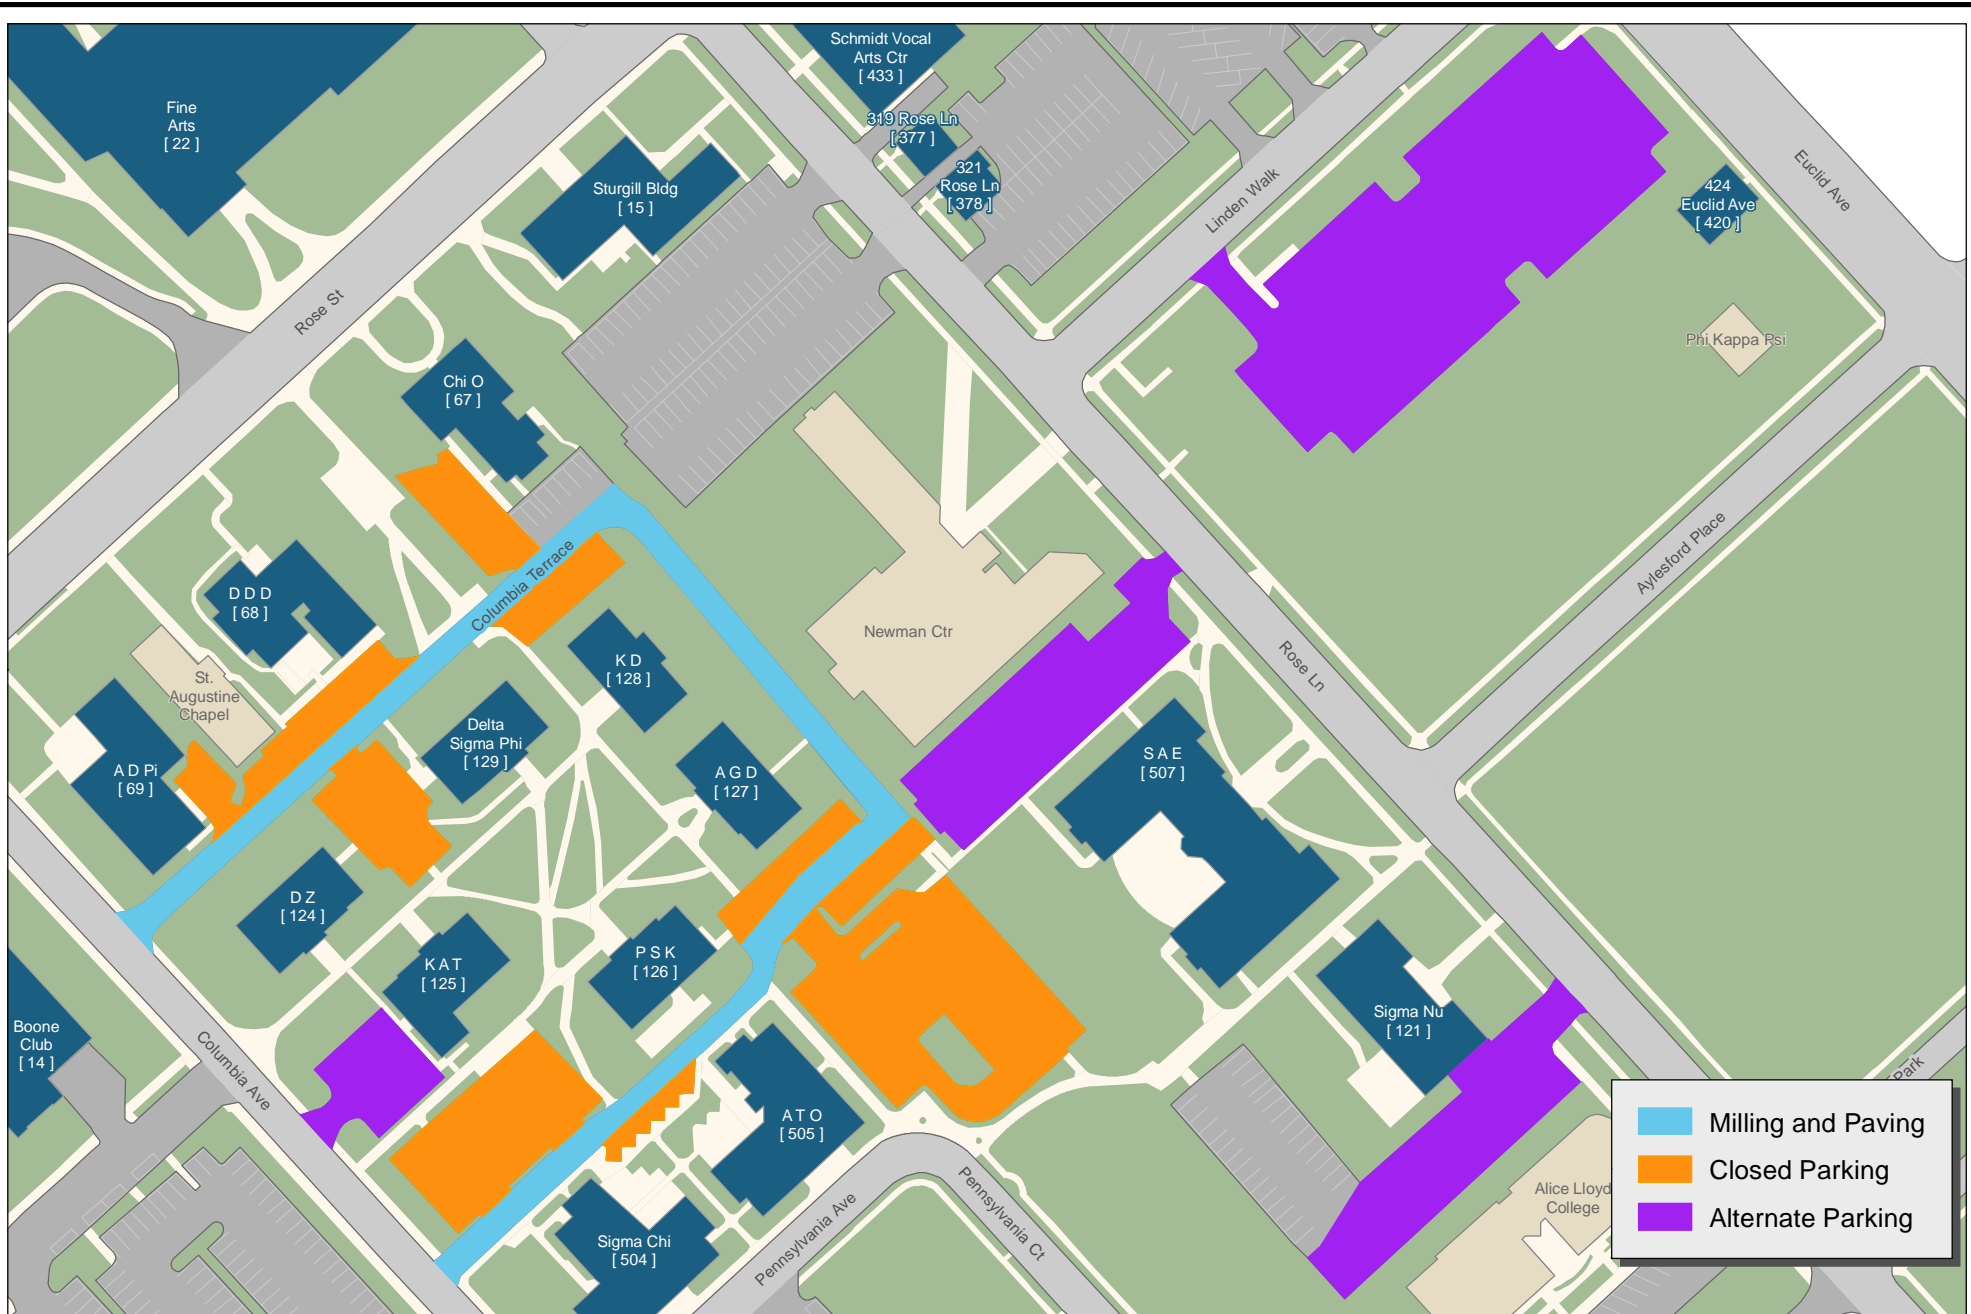 Schmidt Vocal
Arts Ctr
[ 433 ]
Fine
Arts
[ 22 ]
319 Rose Ln
[ 377 ]
321
Rose Ln
[ 378 ]
Sturgill Bldg
[ 15 ]
Linden Walk
Euclid Ave
424
Euclid Ave
[ 420 ]
Rose St
Phi Kappa Psi
Chi O
[ 67 ]
Columbia Terrace
D D D
[ 68 ]
Aylesford Place
Newman Ctr
K D
[ 128 ]
Rose Ln
St.
Augustine
Chapel
Delta
Sigma Phi
[ 129 ]
A D Pi
[ 69 ]
A G D
[ 127 ]
S A E
[ 507 ]
D Z
[ 124 ]
K A T
[ 125 ]
P S K
[ 126 ]
Sigma Nu
[ 121 ]
Boone
Club
[ 14 ]
Columbia Ave
Park
A T O
[ 505 ]
Milling and Paving
Closed Parking
Alternate Parking
Alice Lloyd
College
Pennsylvania Ave
Pennsylvania Ct
Sigma Chi
[ 504 ]